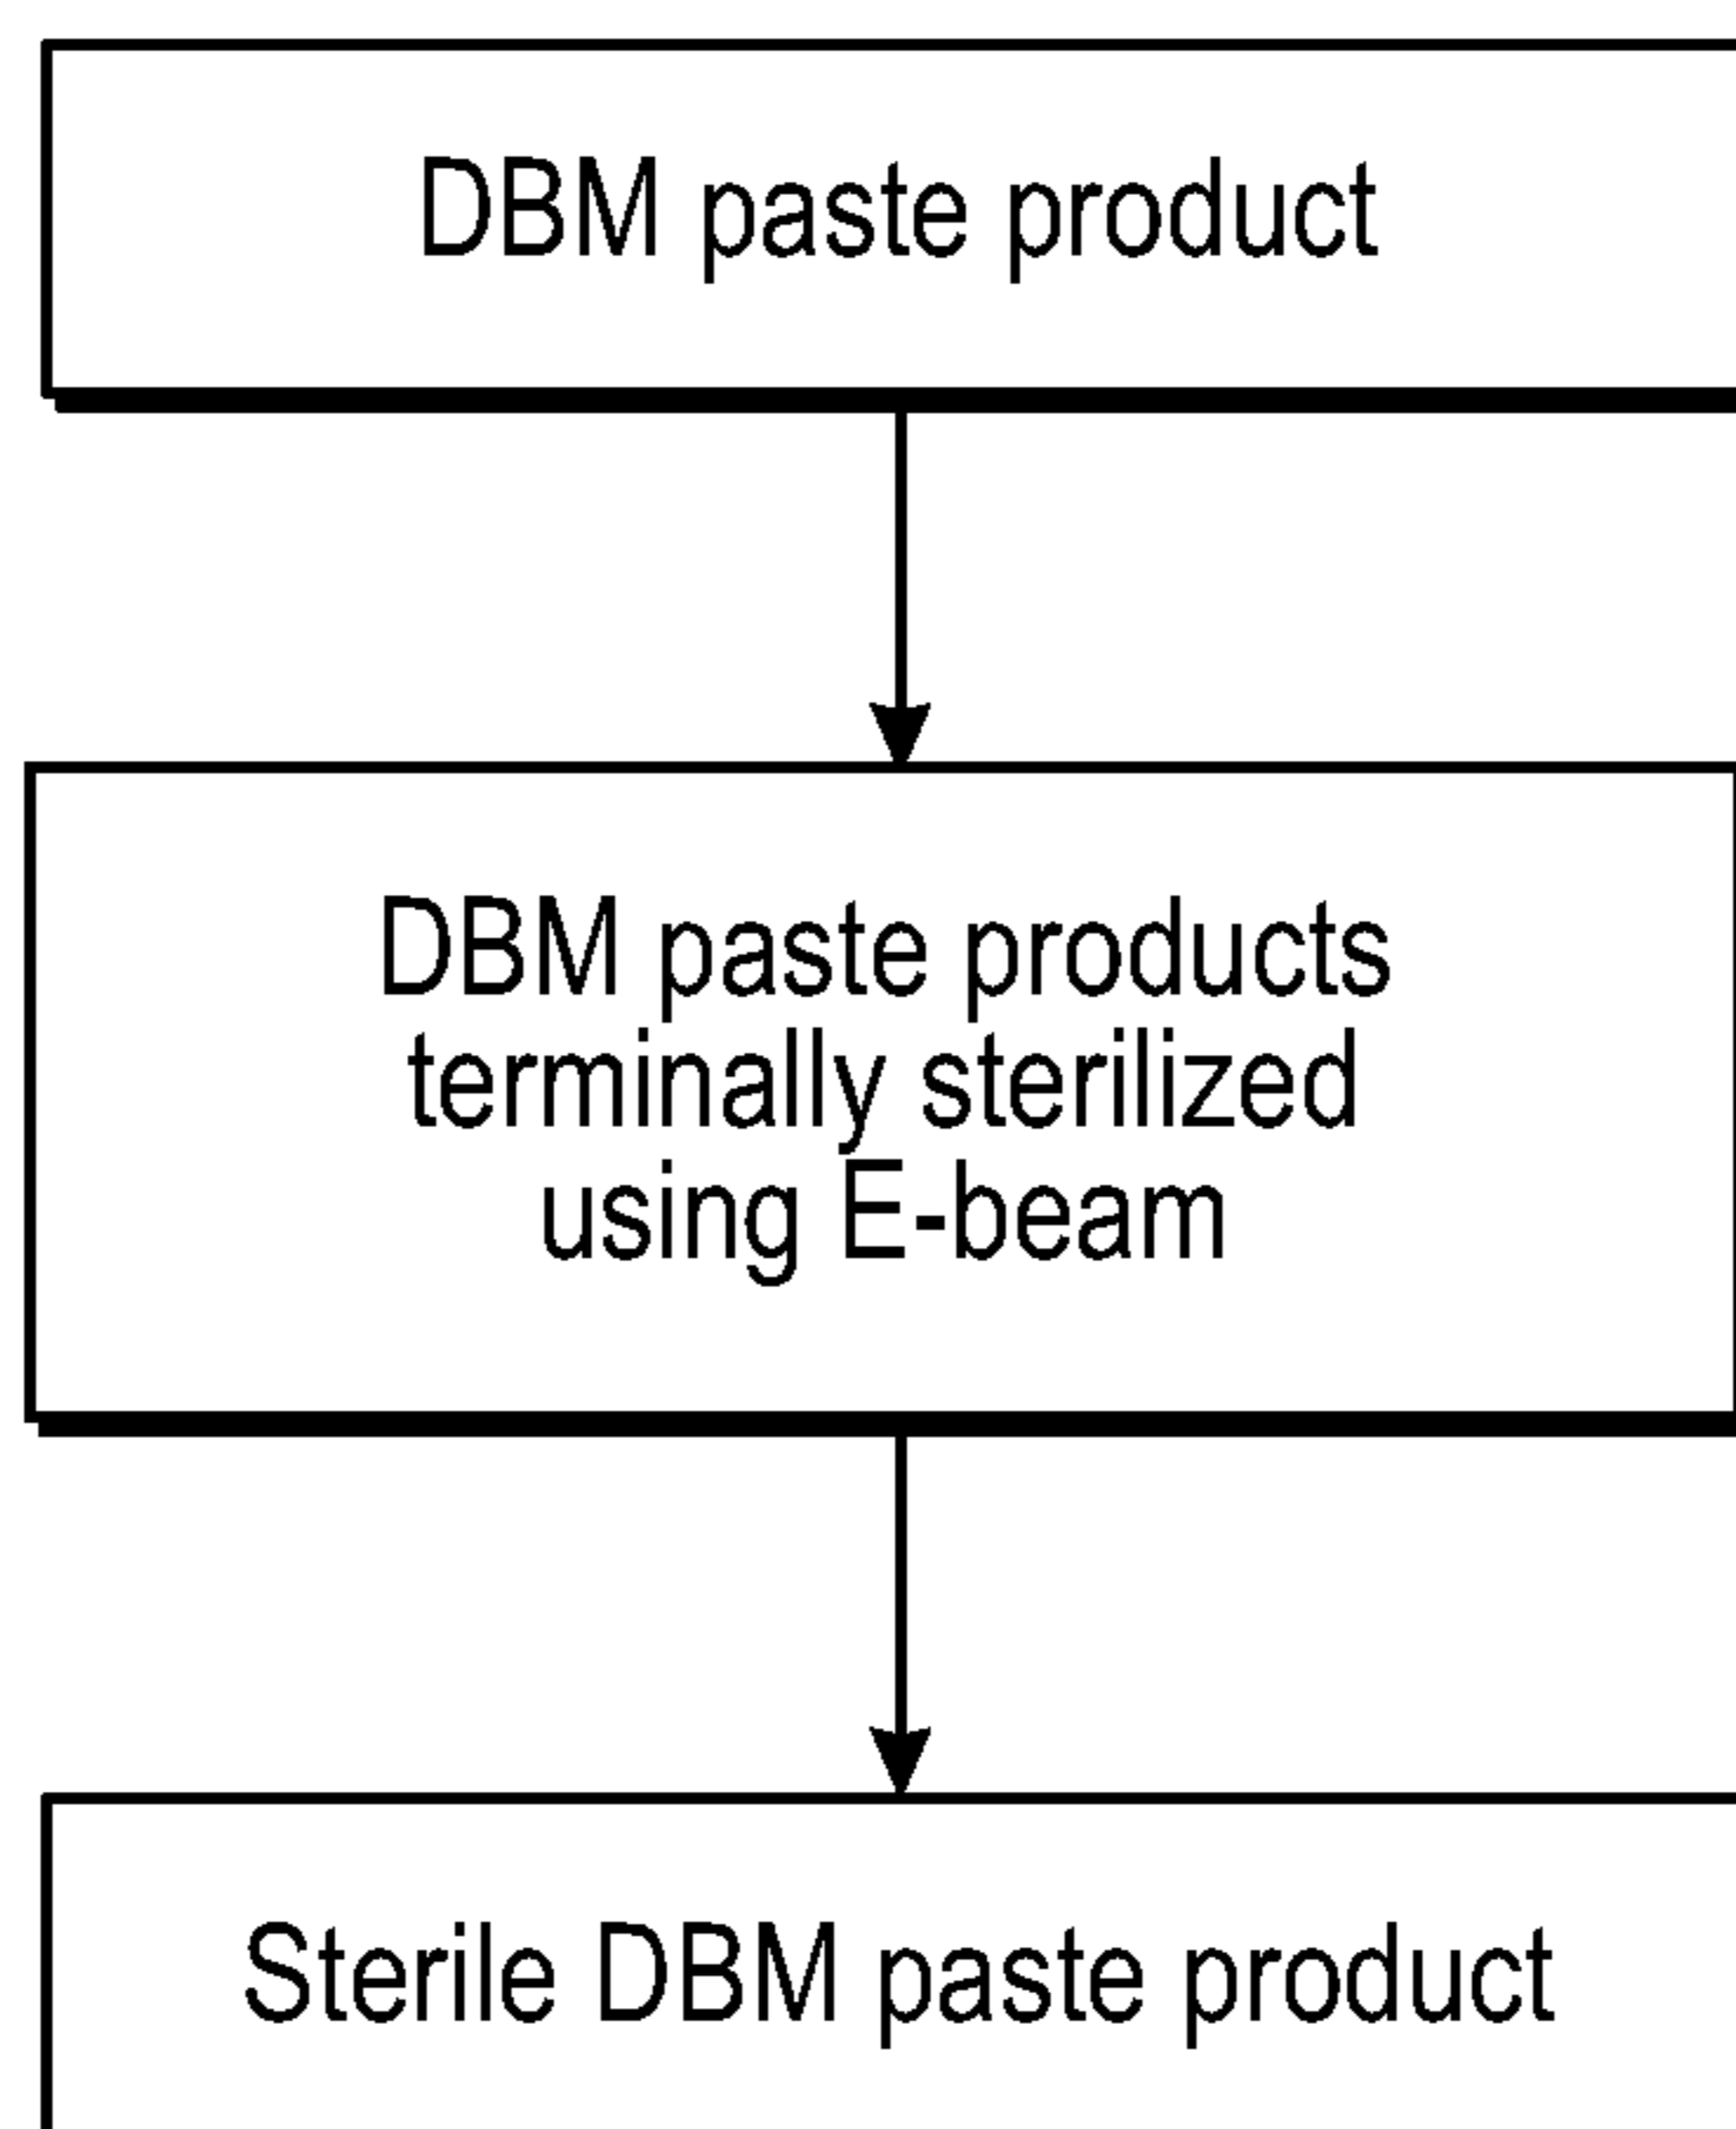 DBM paste product
DBM paste products
terminally sterilized
using E-beam
Sterile DBM paste product